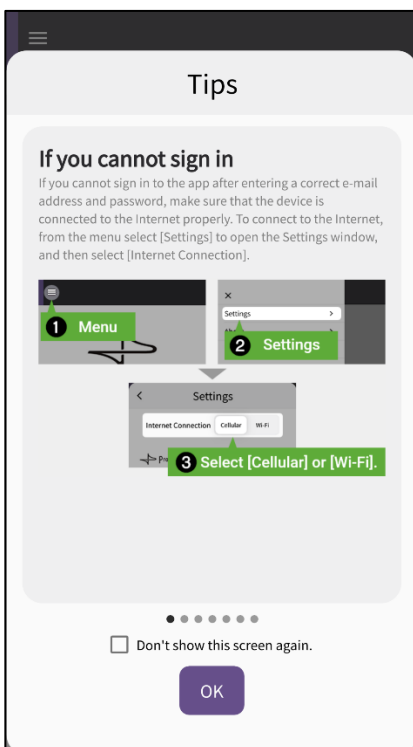 Tips
If you cannot sign in
If you cannot sign in to the app after entering a correct e-mail
address and password, make sure that the device is
connected to the Internet properly. To connect to the Internet,
from the menu select [Settings] to open the Settings window,
and then select [Internet Connection].
1 Menu
Settings
2 Settings
Settings
Internet Connection Cellular Wi-Fi
3 Select [Cellular] or [Wi-Fi].
Don't show this screen again.
OK